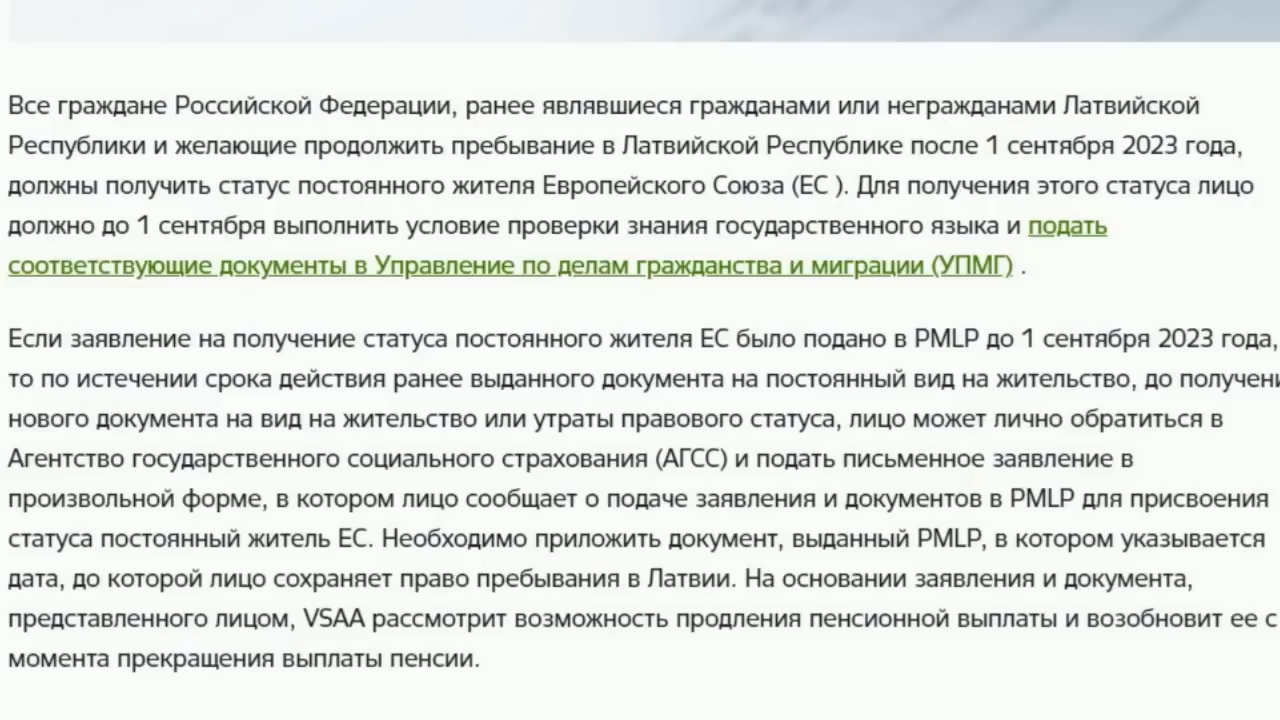 Все граждане Российской Федерации, ранее являвшиеся гражданами или негражданами Латвийской
Республики и желающие продолжить пребывание в Латвийской Республике после 1 сентября 2023 года,
должны получить статус постоянного жителя Европейского Союза (ЕС ). Для получения этого статуса лицо
должно до 1 сентября выполнить условие проверки знания государственного языка и подать
соответствующие документы в Управление по делам гражданства и миграции (УПМГ) .
Если заявление на получение статуса постоянного жителя ЕС было подано в PMLP до 1 сентября 2023 года,
то по истечении срока действия ранее выданного документа на постоянный вид на жительство, до получени
нового документа на вид на жительство или утраты правового статуса, лицо может лично обратиться в
Агентство государственного социального страхования (АГСС) и подать письменное заявление в
произвольной форме, в котором лицо сообщает о подаче заявления и документов в PMLP для присвоения
статуса постоянный житель ЕС. Необходимо приложить документ, выданный PMLP, в котором указывается
дата, до которой лицо сохраняет право пребывания в Латвии. На основании заявления и документа,
представленного лицом, VSAA рассмотрит возможность продления пенсионной выплаты и возобновит ее с
момента прекращения выплаты пенсии.